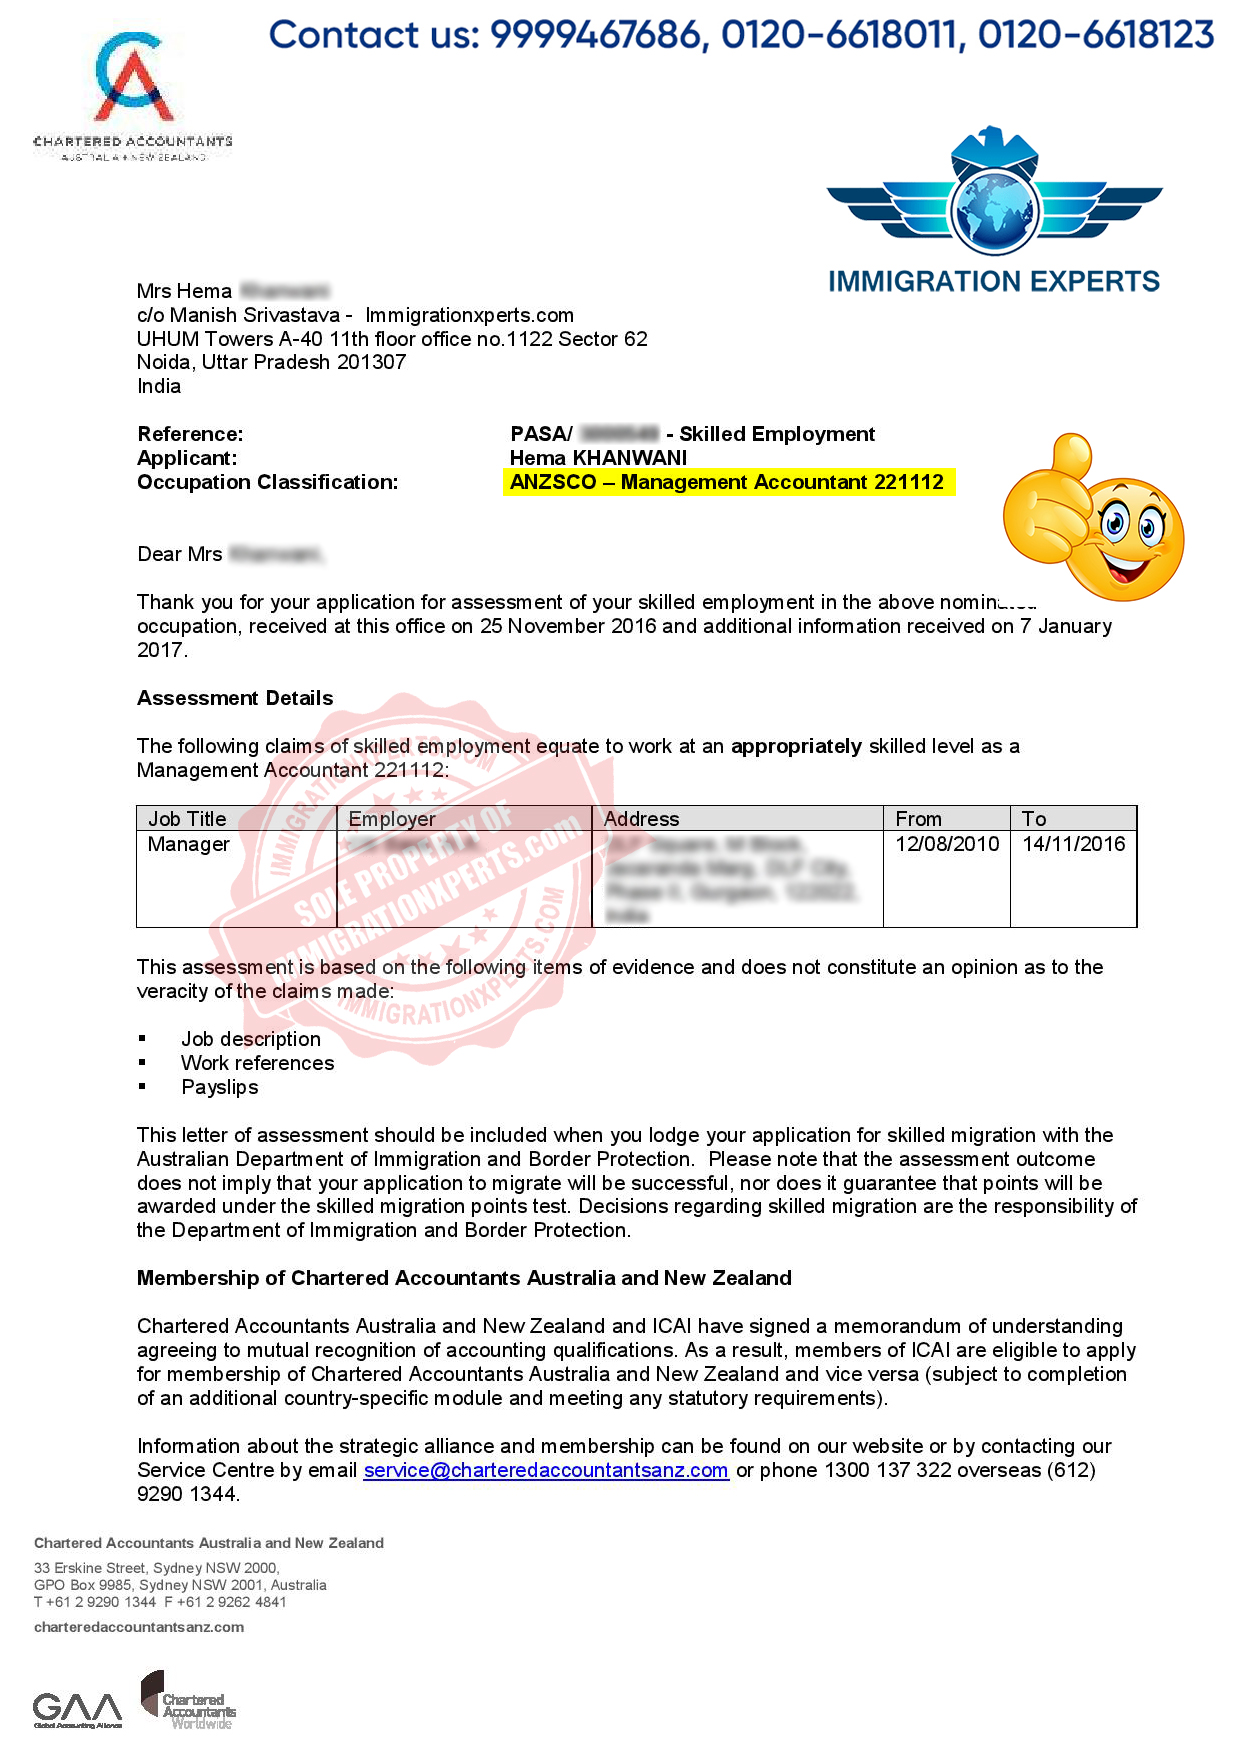 Contact us: 9999467686, 0120-6618011, 0120-6618123
CHARTERED ACCOUNTANTS
AUSTRALIA + NEW ZEALAND
IMMIGRATION EXPERTS
Mrs Hema
c/o Manish Srivastava - Immigrationxperts.com
UHUM Towers A-40 11th floor office no.1122 Sector 62
Noida, Uttar Pradesh 201307
India
Reference: PASA/ - Skilled Employment
Applicant: Hema KHANWANI
Occupation Classification: ANZSCO – Management Accountant 221112
Dear Mrs
Thank you for your application for assessment of your skilled employment in the above nominated
occupation, received at this office on 25 November 2016 and additional information received on 7 January
2017.
Assessment Details
The following claims of skilled employment equate to work at an appropriately skilled level as a
Management Accountant 221112:
Job Title Employer Address From To
Manager 12/08/2010 14/11/2016
IMMIGRATIONXPERTS.COM
SOLE PROPERTY OF
IMMIGRATIONXPERTS.com
IMMIGRATIONXPERTS.COM
This assessment is based on the following items of evidence and does not constitute an opinion as to the
veracity of the claims made:
▪ Job description
▪ Work references
▪ Payslips
This letter of assessment should be included when you lodge your application for skilled migration with the
Australian Department of Immigration and Border Protection. Please note that the assessment outcome
does not imply that your application to migrate will be successful, nor does it guarantee that points will be
awarded under the skilled migration points test. Decisions regarding skilled migration are the responsibility of
the Department of Immigration and Border Protection.
Membership of Chartered Accountants Australia and New Zealand
Chartered Accountants Australia and New Zealand and ICAI have signed a memorandum of understanding
agreeing to mutual recognition of accounting qualifications. As a result, members of ICAI are eligible to apply
for membership of Chartered Accountants Australia and New Zealand and vice versa (subject to completion
of an additional country-specific module and meeting any statutory requirements).
Information about the strategic alliance and membership can be found on our website or by contacting our
Service Centre by email service@charteredaccountantsanz.com or phone 1300 137 322 overseas (612)
9290 1344.
Chartered Accountants Australia and New Zealand
33 Erskine Street, Sydney NSW 2000,
GPO Box 9985, Sydney NSW 2001, Australia
T +61 2 9290 1344 F +61 2 9262 4841
charteredaccountantsanz.com
GAA
Global Accounting Alliance
Chartered
Accountants
Worldwide